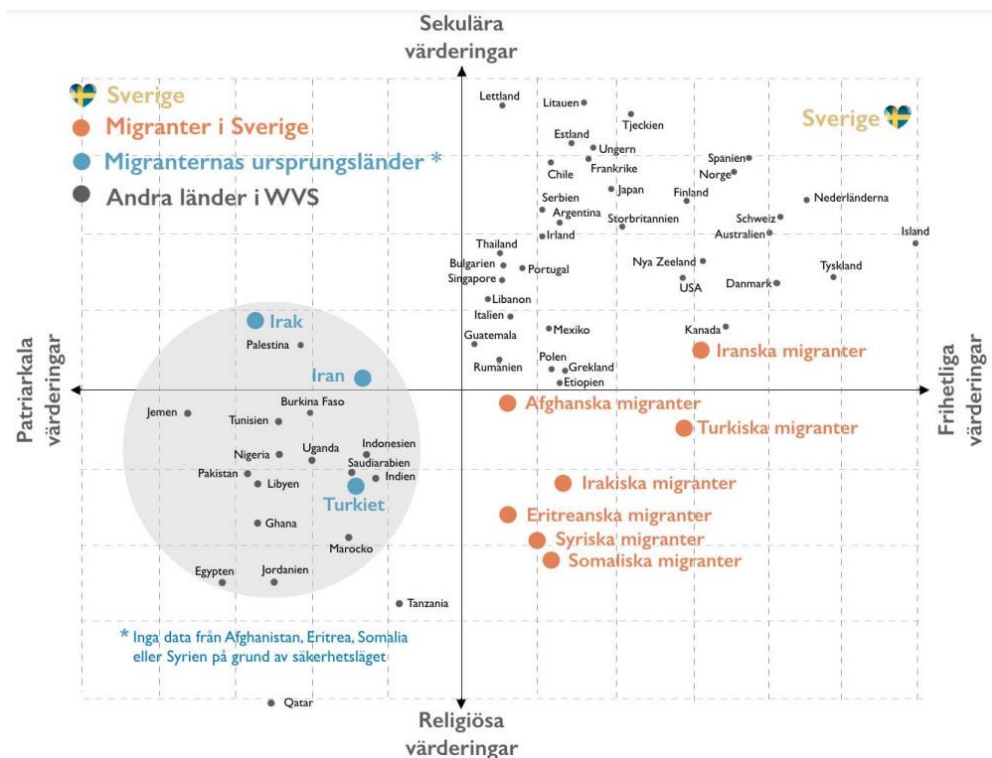 Sekulära
värderingar
Sverige
Migranter i Sverige
Migranternas ursprungsländer *
Andra länder i WVS
Lettland
Litauen
Tjeckien
Sverige
Estland
Ungern
Chile
Frankrike
Spanien
Norge
Japan
Finland
Nederländerna
Serbien
Argentina
Storbritannien
Schweiz
Australien
Irland
Island
Thailand
Bulgarien
Singapore
Portugal
Nya Zeeland
USA
Danmark
Tyskland
Libanon
Italien
Guatemala
Mexiko
Kanada
Rumänien
Polen
Grekland
Etiopien
Iranska migranter
Irak
Palestina
Iran
Patriarkala
värderingar
Frihetliga
värderingar
Jemen
Burkina Faso
Tunisien
Afghanska migranter
Turkiska migranter
Nigeria
Uganda
Indonesien
Saudiarabien
Pakistan
Libyen
Indien
Turkiet
Irakiska migranter
Ghana
Eritreanska migranter
Marocko
Syriska migranter
Somaliska migranter
Egypten
Jordanien
Tanzania
* Inga data från Afghanistan, Eritrea, Somalia
eller Syrien på grund av säkerhetsläget
Qatar
Religiösa
värderingar